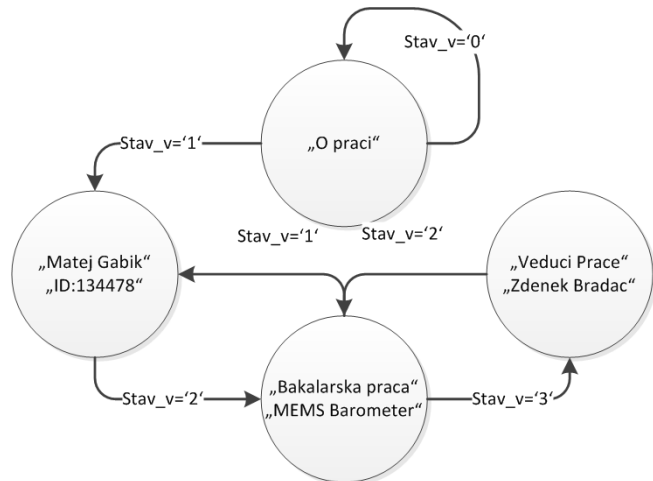 Stav_v=‘0‘
„O praci“
Stav_v=‘1‘
Stav_v=‘1‘
Stav_v=‘2‘
„Matej Gabik“
„ID:134478“
„Veduci Prace“
„Zdenek Bradac“
„Bakalarska praca“
„MEMS Barometer“
Stav_v=‘2‘
Stav_v=‘3‘